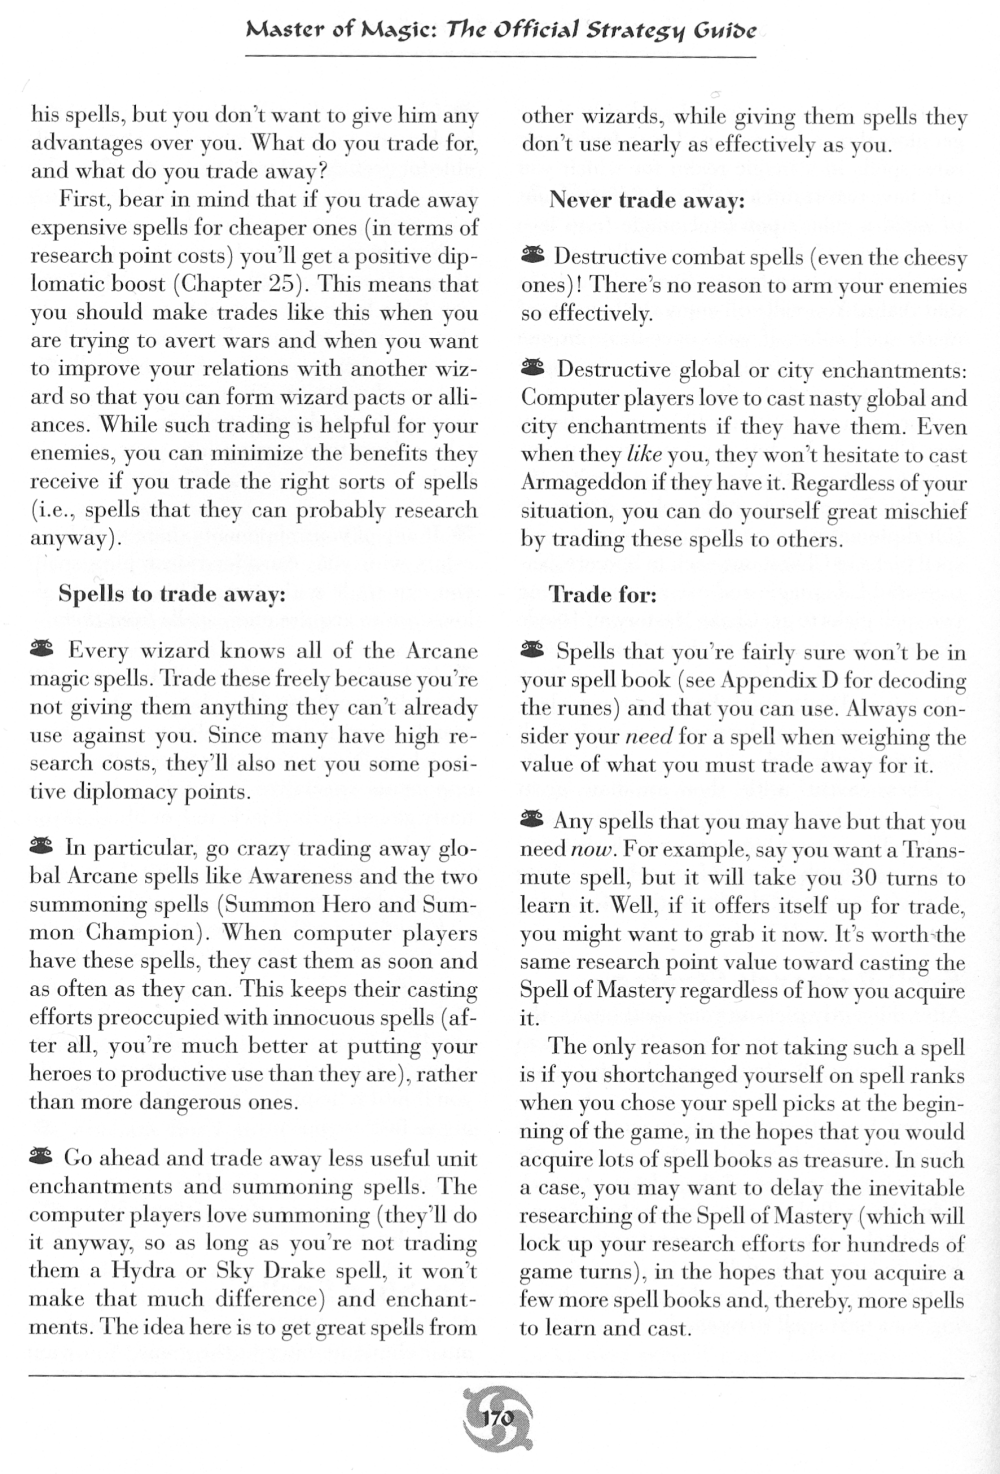 Master of Magic: The Official Strategy Guide
his spells, but you don't want to give him any
advantages over you. What do you trade for,
and what do you trade away?
First, bear in mind that if you trade away
expensive spells for cheaper ones (in terms of
research point costs) you'll get a positive dip-
lomatic boost (Chapter 25). This means that
you should make trades like this when you
are trying to avert wars and when you want
to improve your relations with another wiz-
ard so that you can form wizard pacts or alli-
ances. While such trading is helpful for your
enemies, you can minimize the benefits they
receive if you trade the right sorts of spells
(i.e., spells that they can probably research
anyway).
Spells to trade away:
Every wizard knows all of the Arcane
magic spells. Trade these freely because you're
not giving them anything they can't already
use against you. Since many have high re-
search costs, they'll also net you some posi-
tive diplomacy points.
In particular, go crazy trading away glo-
bal Arcane spells like Awareness and the two
summoning spells (Summon Hero and Sum-
mon Champion). When computer players
have these spells, they cast them as soon and
as often as they can. This keeps their casting
efforts preoccupied with innocuous spells (af-
ter all, you're much better at putting your
heroes to productive use than they are), rather
than more dangerous ones.
Go ahead and trade away less useful unit
enchantments and summoning spells. The
computer players love summoning (they'll do
it anyway, so as long as you're not trading
them a Hydra or Sky Drake spell, it won't
make that much difference) and enchant-
ments. The idea here is to get great spells from
other wizards, while giving them spells they
don't use nearly as effectively as you.
Never trade away:
Destructive combat spells (even the cheesy
ones)! There's no reason to arm your enemies
so effectively.
Destructive global or city enchantments:
Computer players love to cast nasty global and
city enchantments if they have them. Even
when they like you, they won't hesitate to cast
Armageddon if they have it. Regardless of your
situation, you can do yourself great mischief
by trading these spells to others.
Trade for:
Spells that you're fairly sure won't be in
your spell book (see Appendix D for decoding
the runes) and that you can use. Always con-
sider your need for a spell when weighing the
value of what you must trade away for it.
Any spells that you may have but that you
need now. For example, say you want a Trans-
mute spell, but it will take you 30 turns to
learn it. Well, if it offers itself up for trade,
you might want to grab it now. It's worth the
same research point value toward casting the
Spell of Mastery regardless of how you acquire
it.
The only reason for not taking such a spell
is if you shortchanged yourself on spell ranks
when you chose your spell picks at the begin-
ning of the game, in the hopes that you would
acquire lots of spell books as treasure. In such
a case, you may want to delay the inevitable
researching of the Spell of Mastery (which will
lock up your research efforts for hundreds of
game turns), in the hopes that you acquire a
few more spell books and, thereby, more spells
to learn and cast.
170